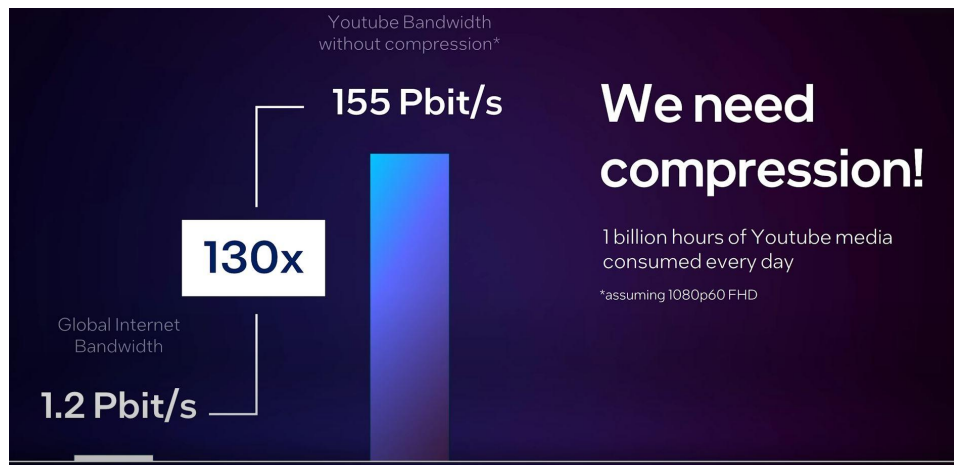 Youtube Bandwidth
without compression*
155 Pbit/s
130x
Global Internet
Bandwidth
1.2 Pbit/s
We need
compression!
1 billion hours of Youtube media
consumed every day
*assuming 1080p60 FHD